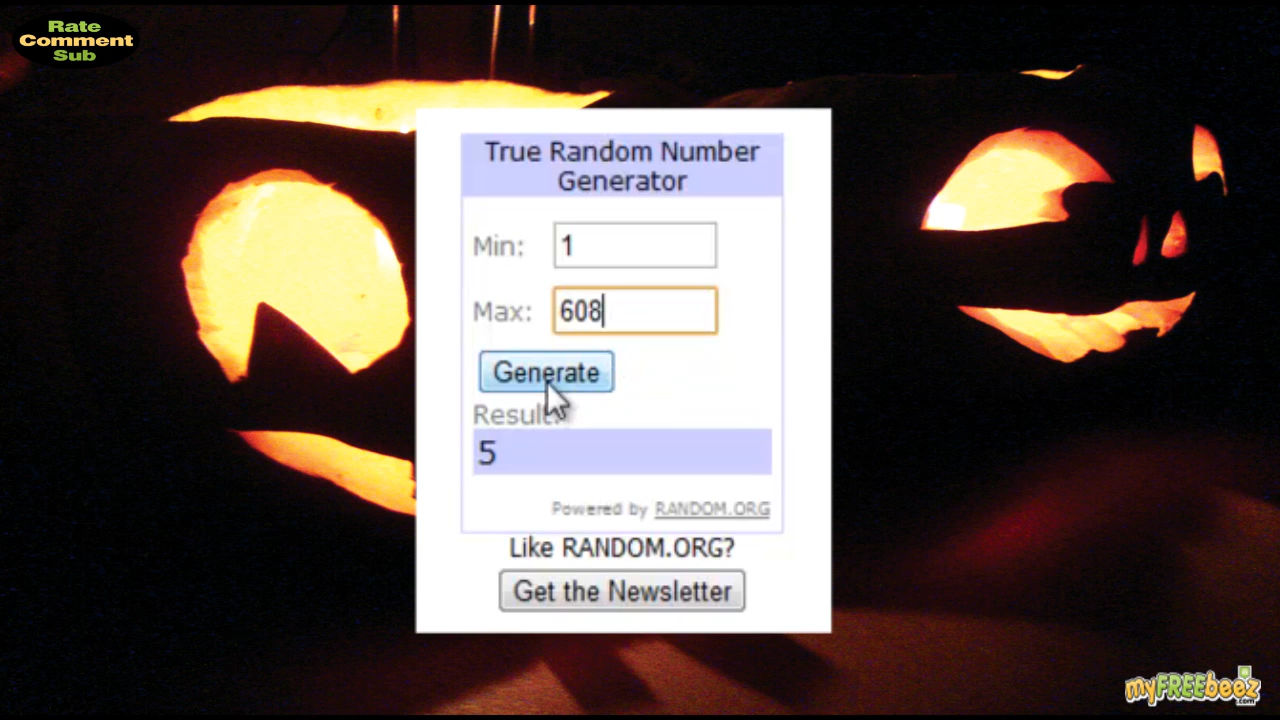 Rate
Comment
Sub
True Random Number
Generator
Min: 1
Max: 608
Generate
Result:
5
Powered by RANDOM.ORG
Like RANDOM.ORG?
Get the Newsletter
myFREEbeez
.com